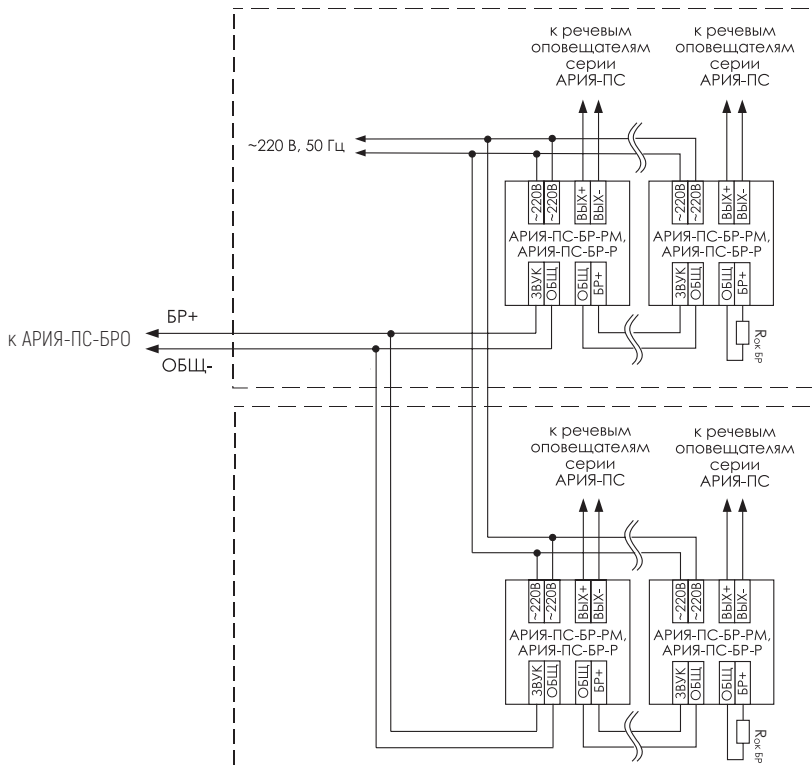 к речевым
оповещателям
серии
АРИЯ-ПС
к речевым
оповещателям
серии
АРИЯ-ПС
~220 В, 50 Гц
~220В
~220В
ВЫХ+
ВЫХ-
~220В
~220В
ВЫХ+
ВЫХ-
АРИЯ-ПС-БР-РМ,
АРИЯ-ПС-БР-Р
АРИЯ-ПС-БР-РМ,
АРИЯ-ПС-БР-Р
ЗВУК
ОБЩ
ОБЩ
БР+
ЗВУК
ОБЩ
ОБЩ
БР+
БР+
к АРИЯ-ПС-БРО
ОБЩ-
Rок БР
к речевым
оповещателям
серии
АРИЯ-ПС
к речевым
оповещателям
серии
АРИЯ-ПС
~220В
~220В
ВЫХ+
ВЫХ-
~220В
~220В
ВЫХ+
ВЫХ-
АРИЯ-ПС-БР-РМ,
АРИЯ-ПС-БР-Р
АРИЯ-ПС-БР-РМ,
АРИЯ-ПС-БР-Р
ЗВУК
ОБЩ
ОБЩ
БР+
ЗВУК
ОБЩ
ОБЩ
БР+
Rок БР